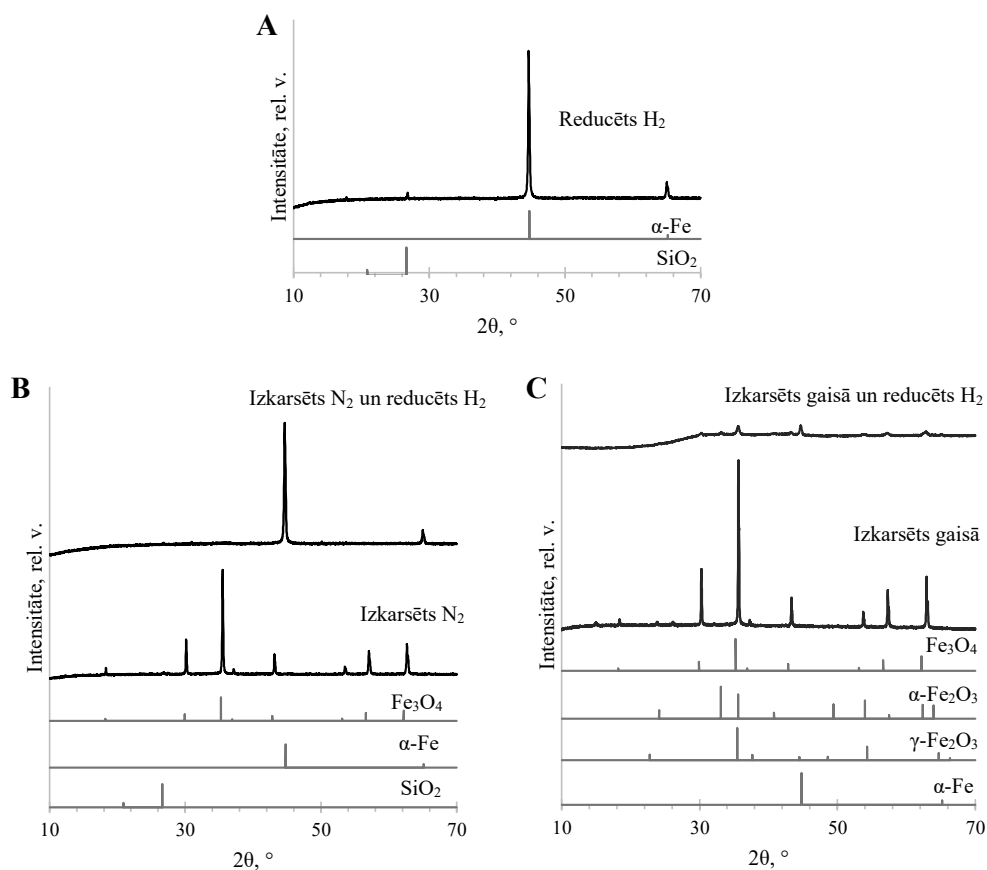 A
Intensitāte, rel. v.
Reducēts H₂
α-Fe
SiO₂
10 30 50 70
2θ, °
B
Intensitāte, rel. v.
Izkarsēts N₂ un reducēts H₂
Izkarsēts N₂
Fe₃O₄
α-Fe
SiO₂
10 30 50 70
2θ, °
C
Intensitāte, rel. v.
Izkarsēts gaisā un reducēts H₂
Izkarsēts gaisā
Fe₃O₄
α-Fe₂O₃
γ-Fe₂O₃
α-Fe
10 30 50 70
2θ, °